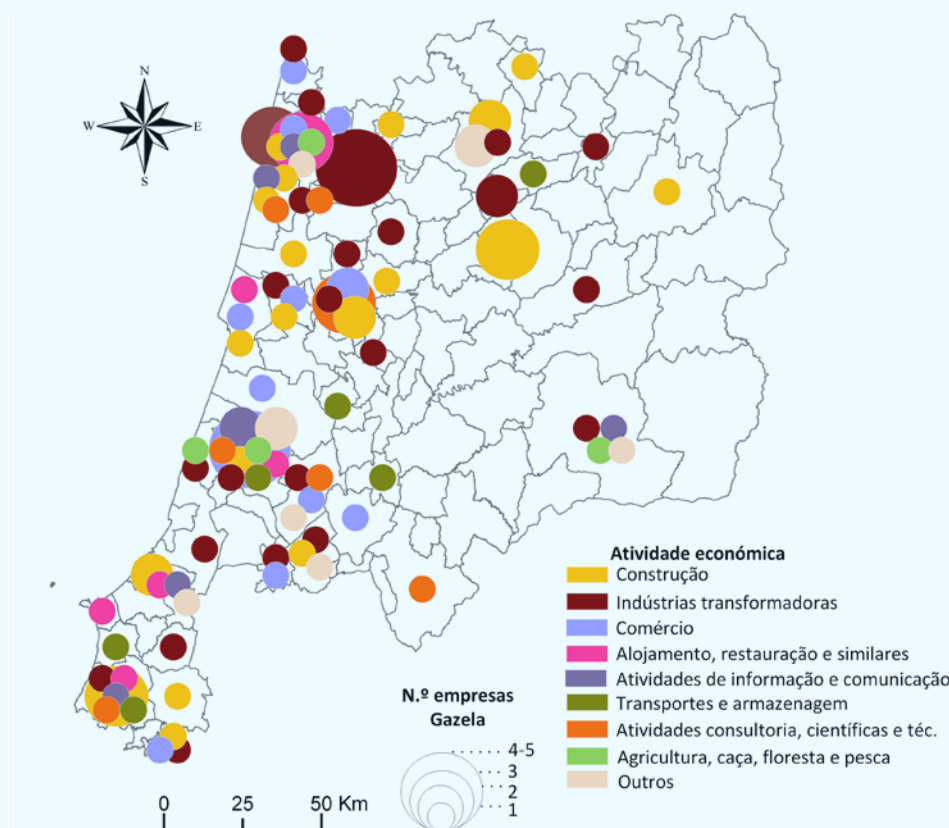 N
W E
S
Atividade económica
Construção
Indústrias transformadoras
Comércio
Alojamento, restauração e similares
Atividades de informação e comunicação
Transportes e armazenagem
Atividades consultoria, científicas e téc.
Agricultura, caça, floresta e pesca
Outros
N.º empresas
Gazela
4-5
3
2
1
0 25 50 Km